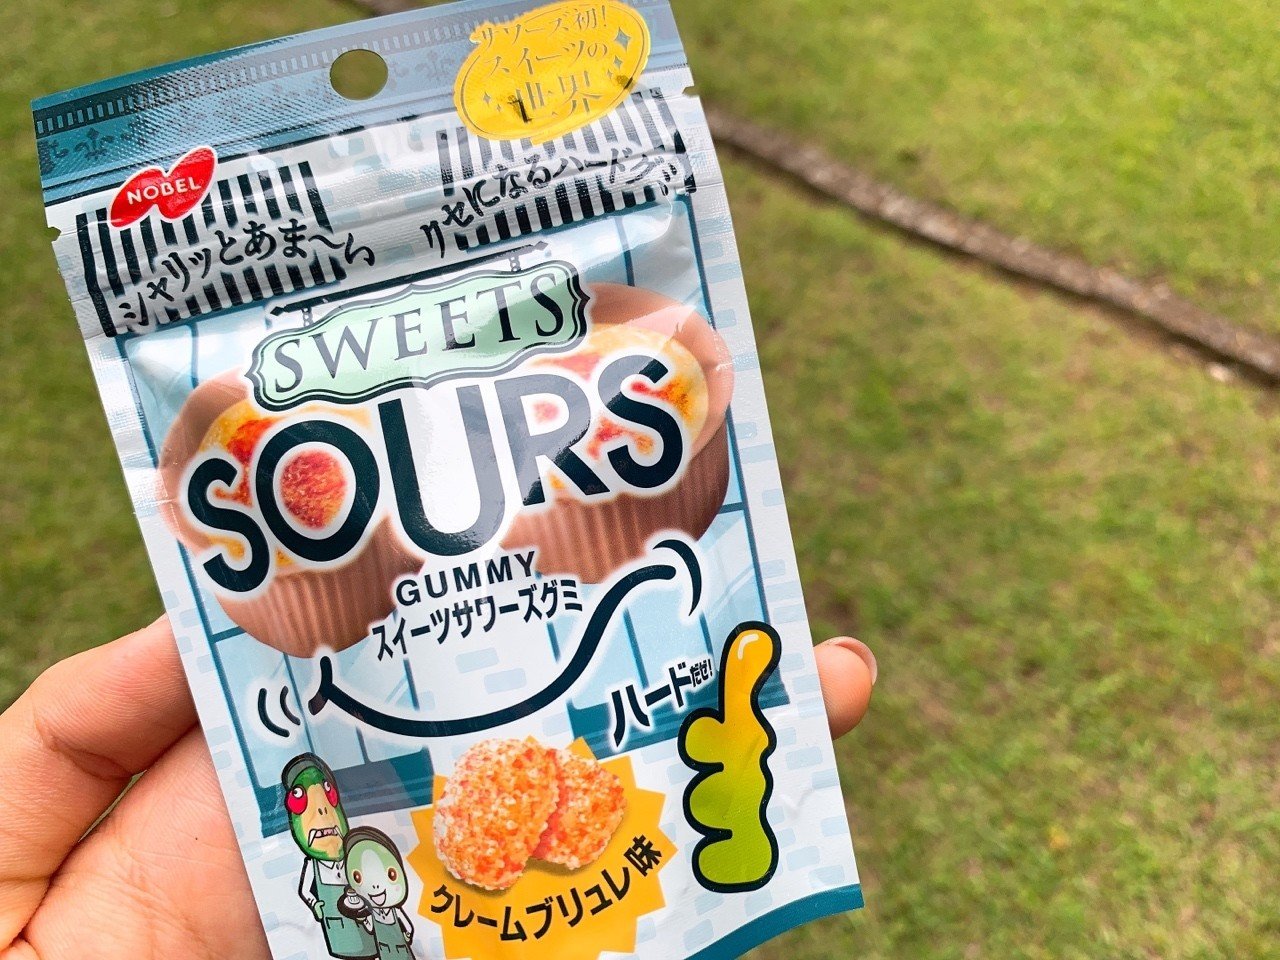 サワーズ初!
スイーツの
世界
NOBEL
シャリッとあま〜ら
クセになるハードグミ
SWEETS
SOURS
GUMMY
スイーツサワーズグミ
ハードだぜ!
クレームブリュレ味